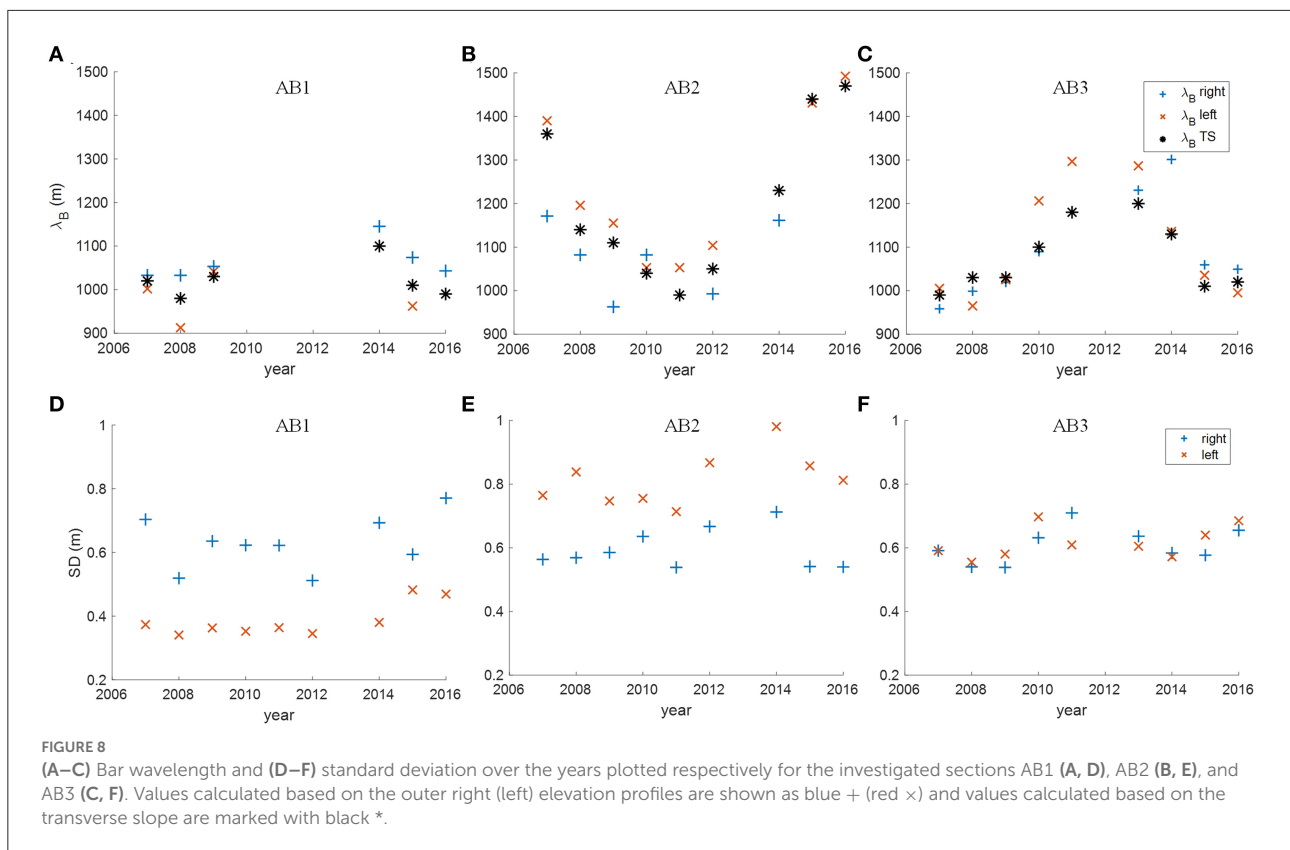 A
B
C
AB1
AB2
AB3
1500
1400
1300
1200
1100
1000
900
λB (m)
2006 2008 2010 2012 2014 2016
year
1500
1400
1300
1200
1100
1000
900
2006 2008 2010 2012 2014 2016
year
1500
1400
1300
1200
1100
1000
900
2006 2008 2010 2012 2014 2016
year
λB right
λB left
λB TS
D
E
F
AB1
AB2
AB3
1
0.8
0.6
0.4
0.2
SD (m)
2006 2008 2010 2012 2014 2016
year
1
0.8
0.6
0.4
0.2
2006 2008 2010 2012 2014 2016
year
1
0.8
0.6
0.4
0.2
2006 2008 2010 2012 2014 2016
year
right
left
FIGURE 8
(A–C) Bar wavelength and (D–F) standard deviation over the years plotted respectively for the investigated sections AB1 (A, D), AB2 (B, E), and
AB3 (C, F). Values calculated based on the outer right (left) elevation profiles are shown as blue + (red ×) and values calculated based on the
transverse slope are marked with black *.